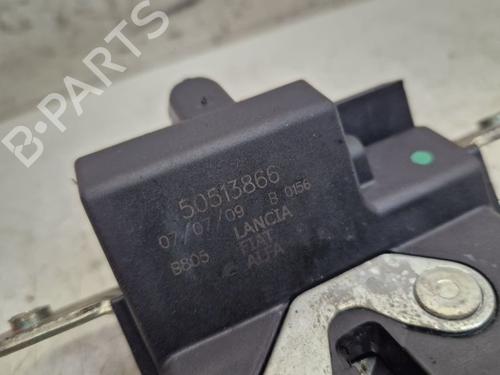 B-PARTS
50513866
07/07/09 B 0156
B805 LANCIA
FIAT
ALFA